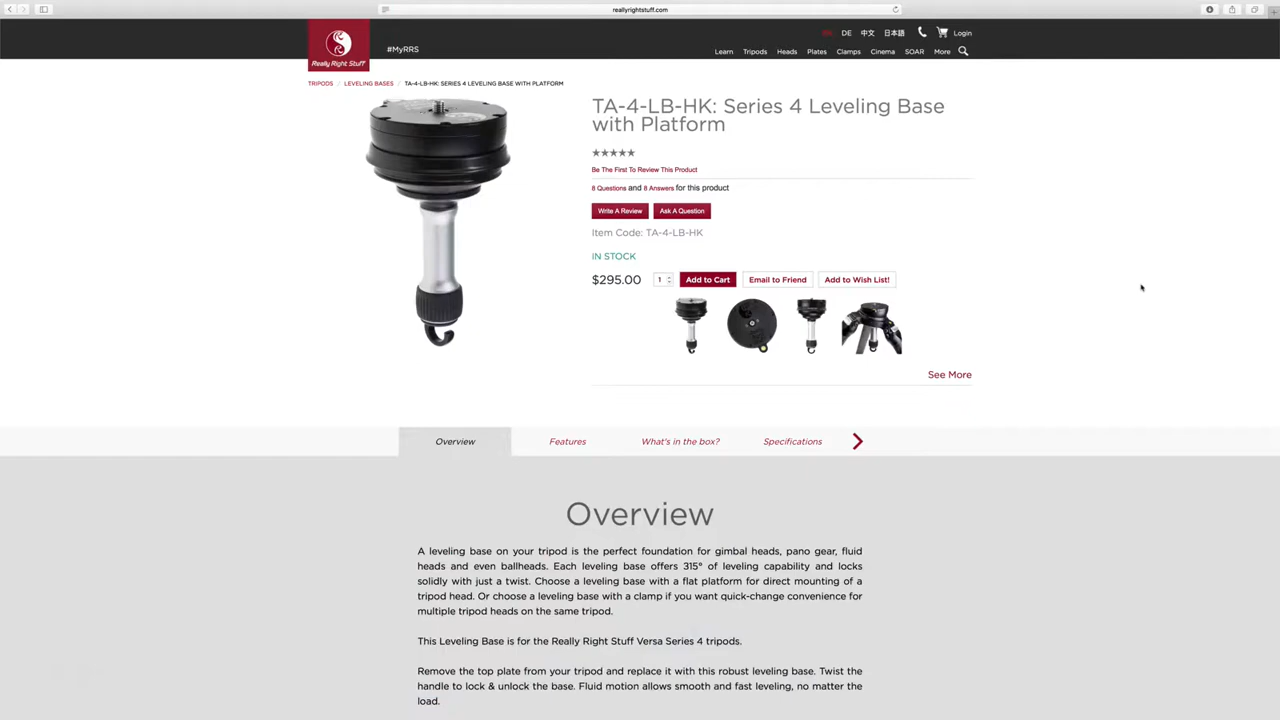 reallyrightstuff.com
DE 中文 日本語 Login
Really Right Stuff
#MyRRS
Learn Tripods Heads Plates Clamps Cinema SOAR More
TRIPODS / LEVELING BASES / TA-4-LB-HK: SERIES 4 LEVELING BASE WITH PLATFORM
TA-4-LB-HK: Series 4 Leveling Base
with Platform
Be The First To Review This Product
8 Questions and 8 Answers for this product
Write A Review Ask A Question
Item Code: TA-4-LB-HK
IN STOCK
$295.00 1 Add to Cart Email to Friend Add to Wish List!
See More
Overview Features What's in the box? Specifications
Overview
A leveling base on your tripod is the perfect foundation for gimbal heads, pano gear, fluid
heads and even ballheads. Each leveling base offers 315° of leveling capability and locks
solidly with just a twist. Choose a leveling base with a flat platform for direct mounting of a
tripod head. Or choose a leveling base with a clamp if you want quick-change convenience for
multiple tripod heads on the same tripod.
This Leveling Base is for the Really Right Stuff Versa Series 4 tripods.
Remove the top plate from your tripod and replace it with this robust leveling base. Twist the
handle to lock & unlock the base. Fluid motion allows smooth and fast leveling, no matter the
load.